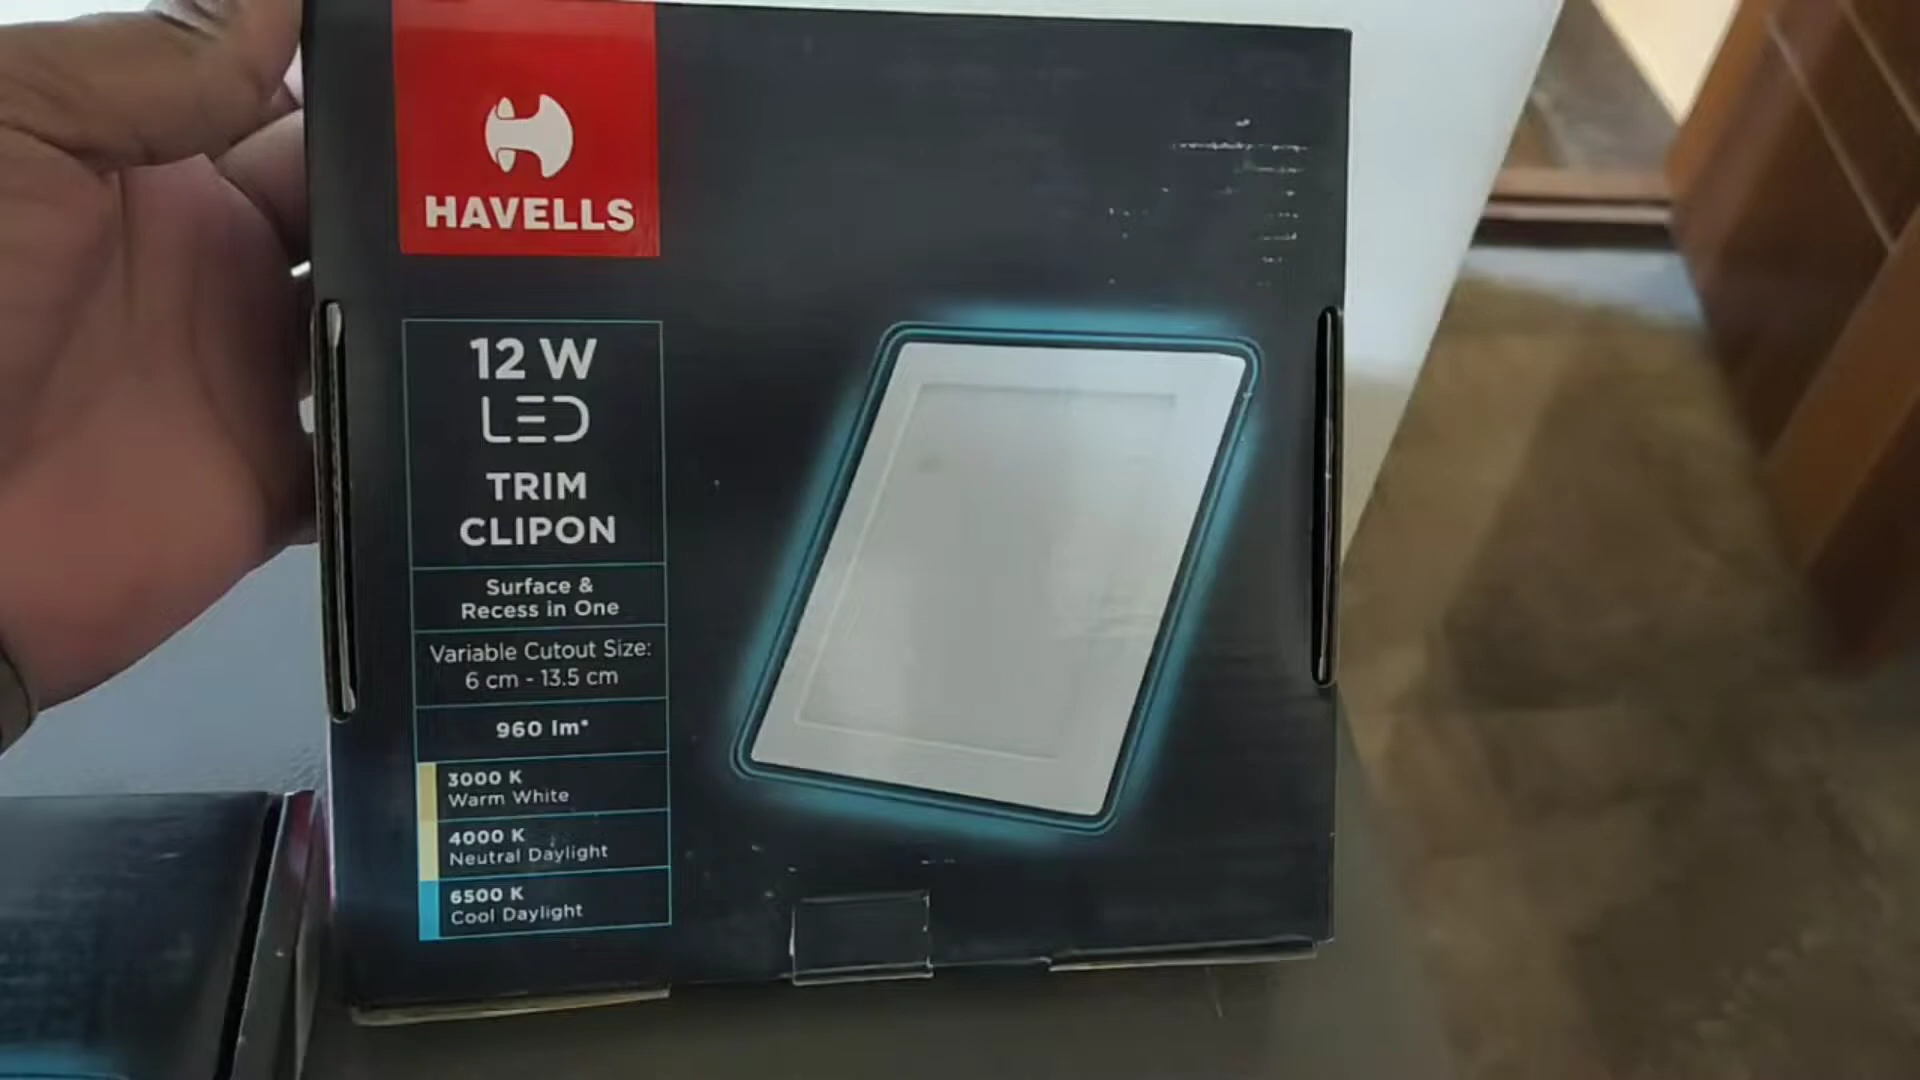 HAVELLS
12 W
LED
TRIM
CLIPON
Surface &
Recess in One
Variable Cutout Size:
6 cm - 13.5 cm
960 lm*
3000 K
Warm White
4000 K
Neutral Daylight
6500 K
Cool Daylight